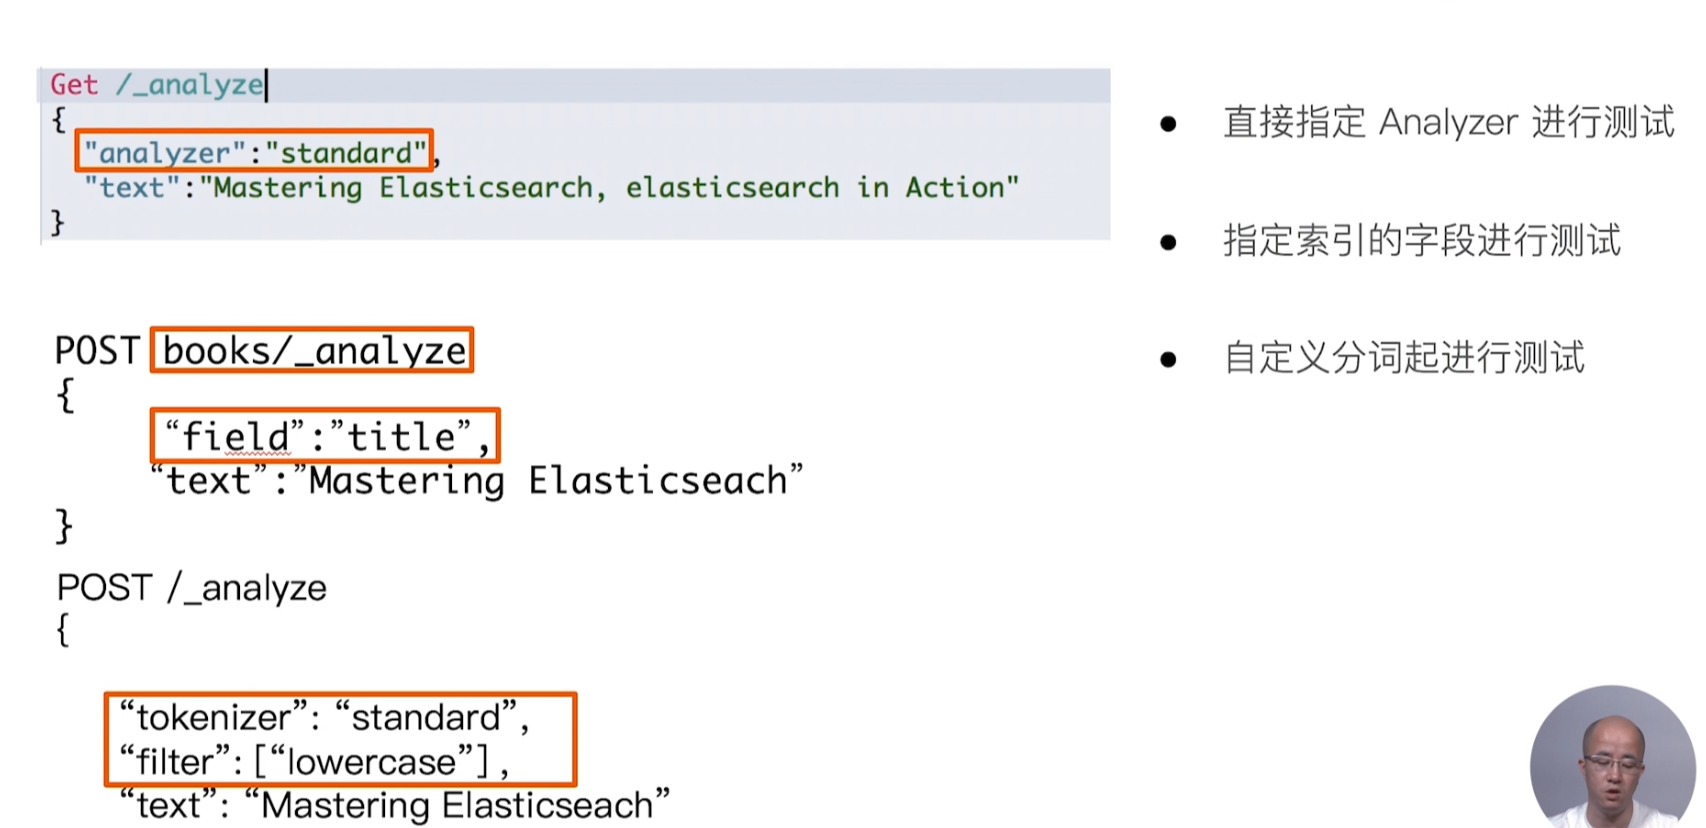 Get /_analyze
{
"analyzer":"standard",
"text":"Mastering Elasticsearch, elasticsearch in Action"
}
POST books/_analyze
{
“field”:”title”,
“text”:”Mastering Elasticseach”
}
POST /_analyze
{
“tokenizer”: “standard”,
“filter”: [“lowercase”] ,
“text”: “Mastering Elasticseach”
● 直接指定 Analyzer 进行测试
● 指定索引的字段进行测试
● 自定义分词起进行测试